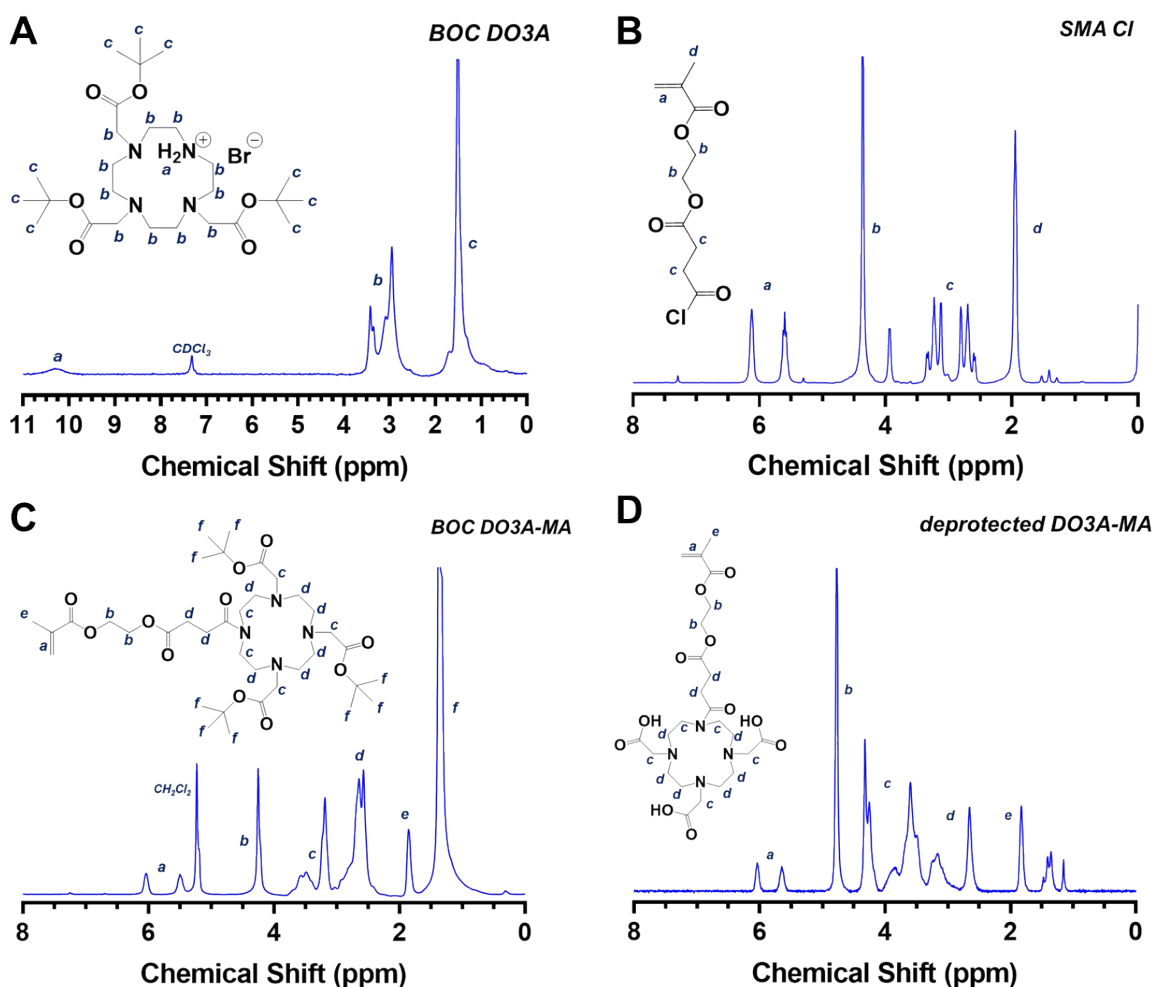 A
BOC DO3A
c
c
c
O
O
b
b
b
N
H2N
+
Br
−
a
b
b
b
b
c
c
c
O
O
N
N
O
O
c
c
c
b
b
b
b
a
CDCl3
b
c
11 10 9 8 7 6 5 4 3 2 1 0
Chemical Shift (ppm)
B
SMA Cl
d
a
O
O
b
b
O
O
c
c
O
Cl
a
b
c
d
8 6 4 2 0
Chemical Shift (ppm)
C
BOC DO3A-MA
f
f
f
O
O
c
d
d
N
e
O
b
O
d
O
c
d
a
O
b
O
d
N
N
c
O
c
d
d
d
N
O
c
f
f
f
f
O
O
f
f
CH2Cl2
a
b
c
d
e
f
8 6 4 2 0
Chemical Shift (ppm)
D
deprotected DO3A-MA
e
a
O
O
b
b
O
O
d
d
O
OH
HO
c
N
c
d
d
O
O
N
N
c
c
d
d
d
d
N
HO
c
O
a
b
c
d
e
8 6 4 2 0
Chemical Shift (ppm)